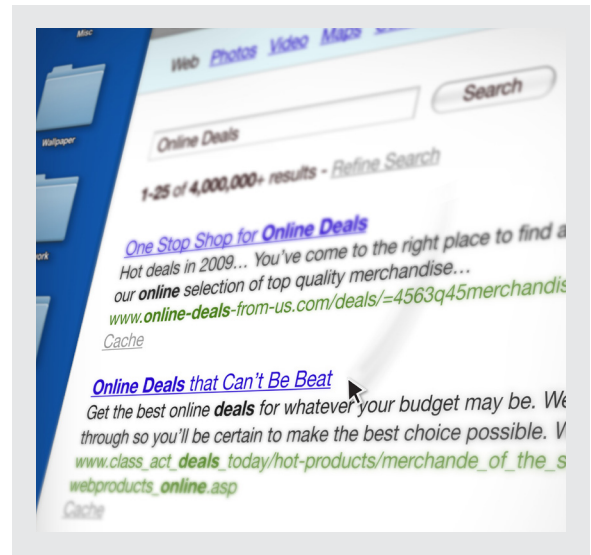 Misc
Web Photos Video Maps
Wallpaper
Search
Online Deals
1-25 of 4,000,000+ results - Refine Search
One Stop Shop for Online Deals
Hot deals in 2009… You've come to the right place to find a
our online selection of top quality merchandise…
www.online-deals-from-us.com/deals/=4563q45merchandis
Cache
Online Deals that Can't Be Beat
Get the best online deals for whatever your budget may be. We
through so you'll be certain to make the best choice possible. W
www.class_act_deals_today/hot-products/merchande_of_the_s
webproducts_online.asp
Cache